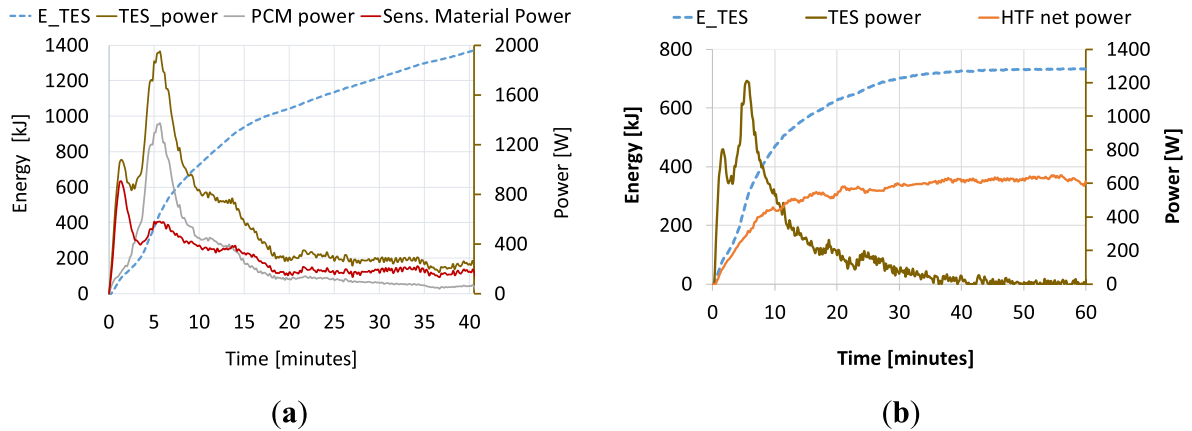 E_TES TES_power PCM power Sens. Material Power
1400 2000
1200 1600
1000
800 1200
600 800
400
200 400
0 0
0 5 10 15 20 25 30 35 40
Energy [kJ]
Power [W]
Time [minutes]
(a)
E_TES TES power HTF net power
800 1400
1200
600 1000
800
400 600
200 400
200
0 0
0 10 20 30 40 50 60
Energy [kJ]
Power [W]
Time [minutes]
(b)